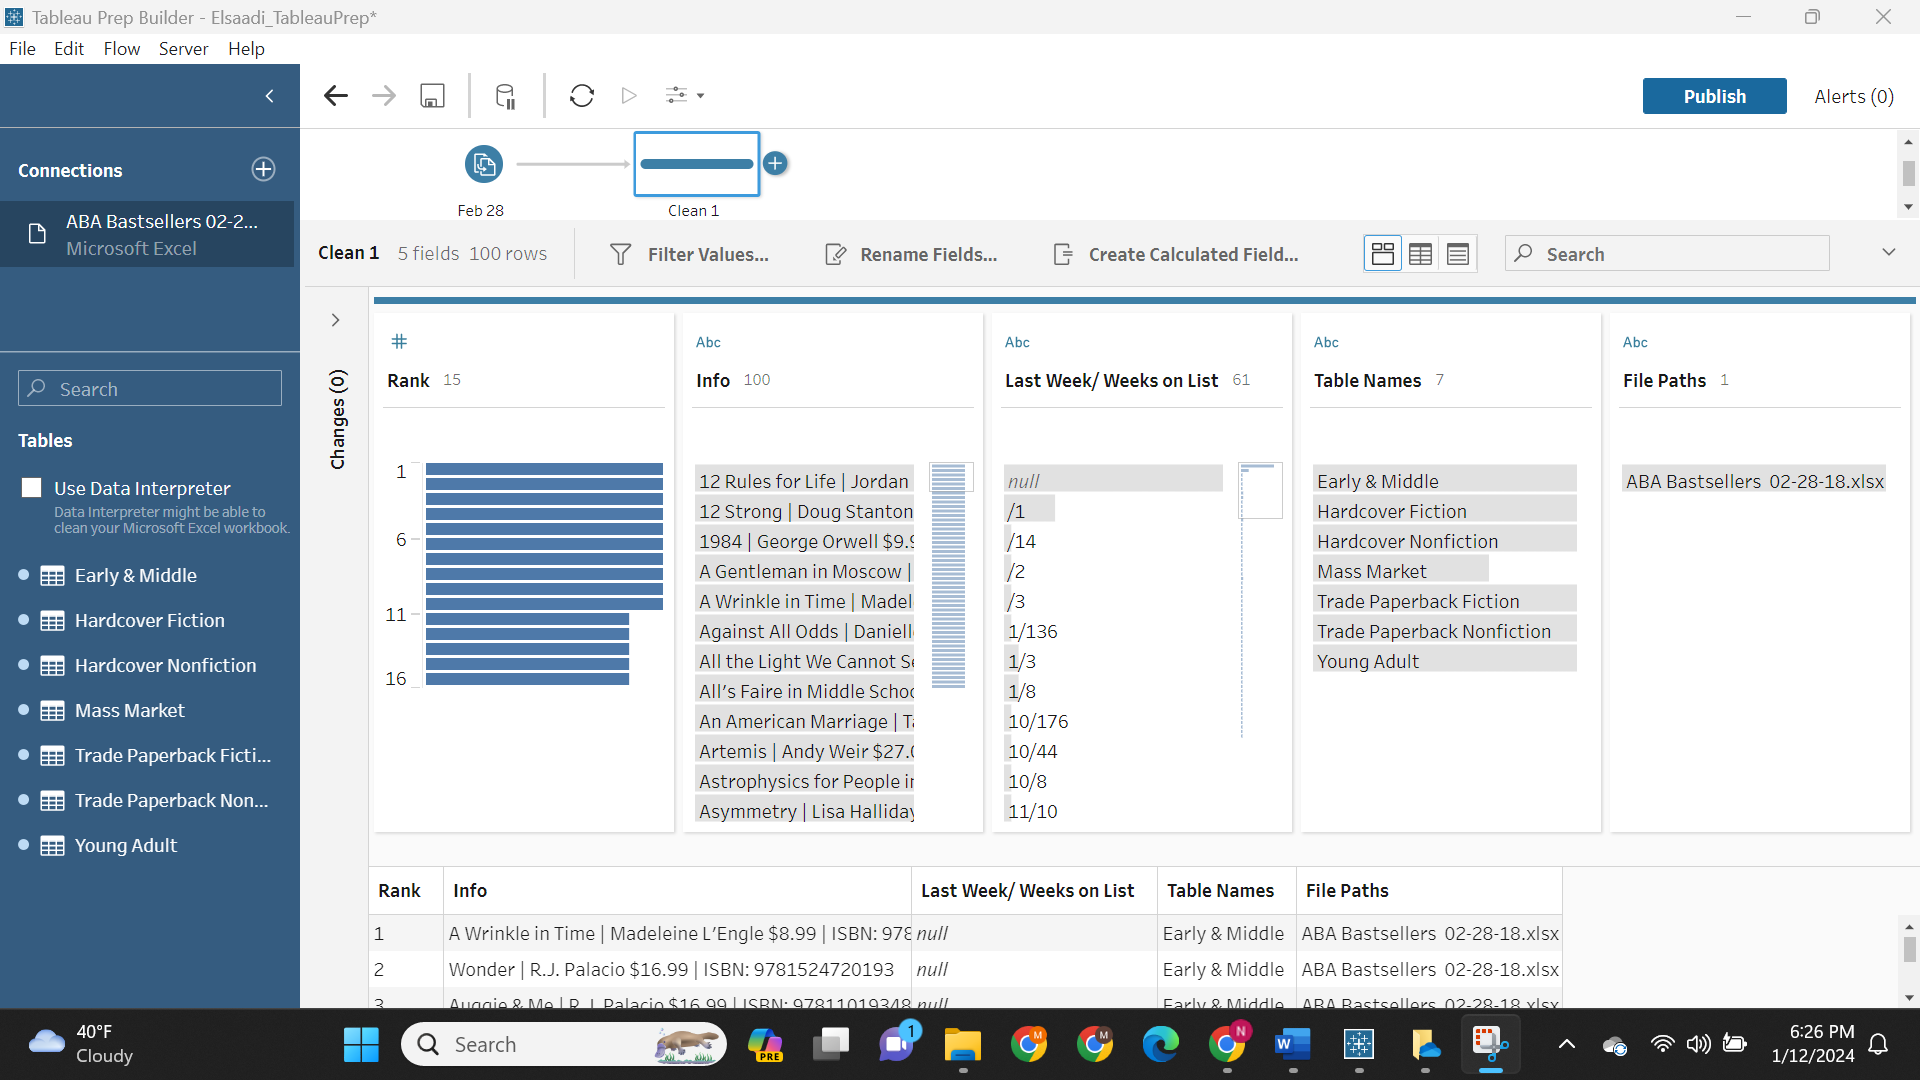 Tableau Prep Builder - Elsaadi_TableauPrep*
File Edit Flow Server Help
Publish
Alerts (0)
Connections
ABA Bastsellers 02-2...
Microsoft Excel
Search
Tables
Use Data Interpreter
Data Interpreter might be able to
clean your Microsoft Excel workbook.
Early & Middle
Hardcover Fiction
Hardcover Nonfiction
Mass Market
Trade Paperback Ficti...
Trade Paperback Non...
Young Adult
Feb 28
Clean 1
Clean 1 5 fields 100 rows
Filter Values...
Rename Fields...
Create Calculated Field...
Search
Changes (0)
#
Rank 15
1
6
11
16
Abc
Info 100
12 Rules for Life | Jordan
12 Strong | Doug Stanton
1984 | George Orwell $9.9
A Gentleman in Moscow |
A Wrinkle in Time | Madel
Against All Odds | Daniell
All the Light We Cannot Se
All's Faire in Middle Schoo
An American Marriage | Ta
Artemis | Andy Weir $27.0
Astrophysics for People in
Asymmetry | Lisa Halliday
Abc
Last Week/ Weeks on List 61
null
/1
/14
/2
/3
1/136
1/3
1/8
10/176
10/44
10/8
11/10
Abc
Table Names 7
Early & Middle
Hardcover Fiction
Hardcover Nonfiction
Mass Market
Trade Paperback Fiction
Trade Paperback Nonfiction
Young Adult
Abc
File Paths 1
ABA Bastsellers 02-28-18.xlsx
Rank Info Last Week/ Weeks on List Table Names File Paths
1 A Wrinkle in Time | Madeleine L'Engle $8.99 | ISBN: 978 null Early & Middle ABA Bastsellers 02-28-18.xlsx
2 Wonder | R.J. Palacio $16.99 | ISBN: 9781524720193 null Early & Middle ABA Bastsellers 02-28-18.xlsx
3 Auggie & Me | R.J. Palacio $16.99 | ISBN: 97811019348 null Early & Middle ABA Bastsellers 02-28-18.xlsx
40°F
Cloudy
Search
PRE
1
M
M
N
W
6:26 PM
1/12/2024